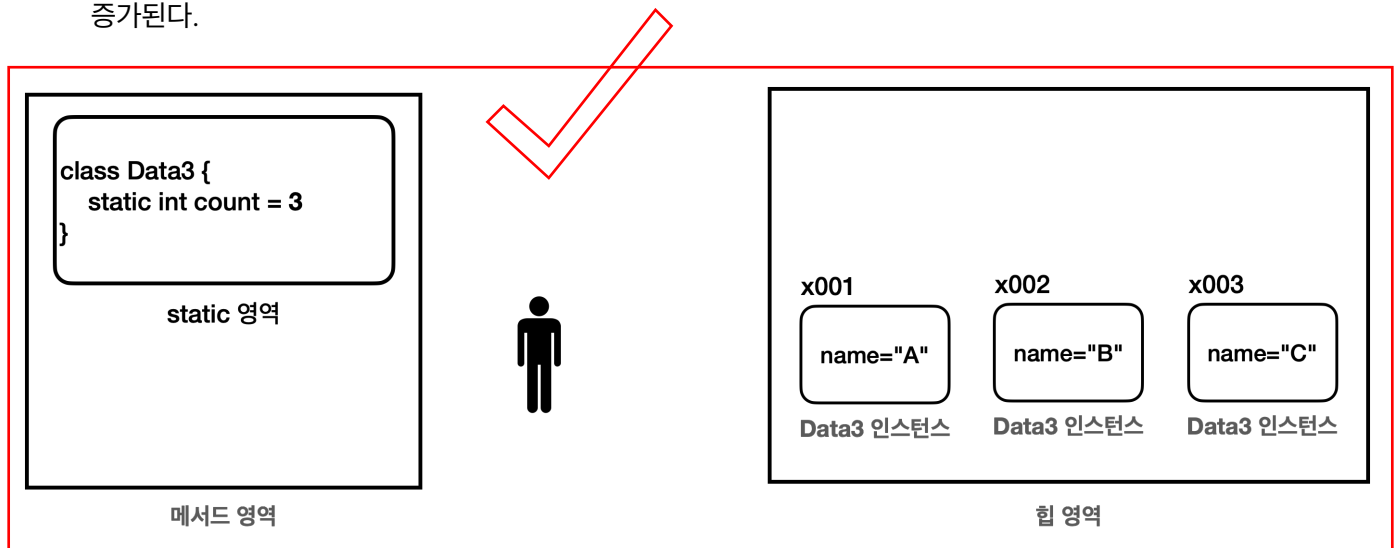 증가된다.
class Data3 {
static int count = 3
}
static 영역
메서드 영역
x001
x002
x003
name="A"
name="B"
name="C"
Data3 인스턴스
Data3 인스턴스
Data3 인스턴스
힙 영역